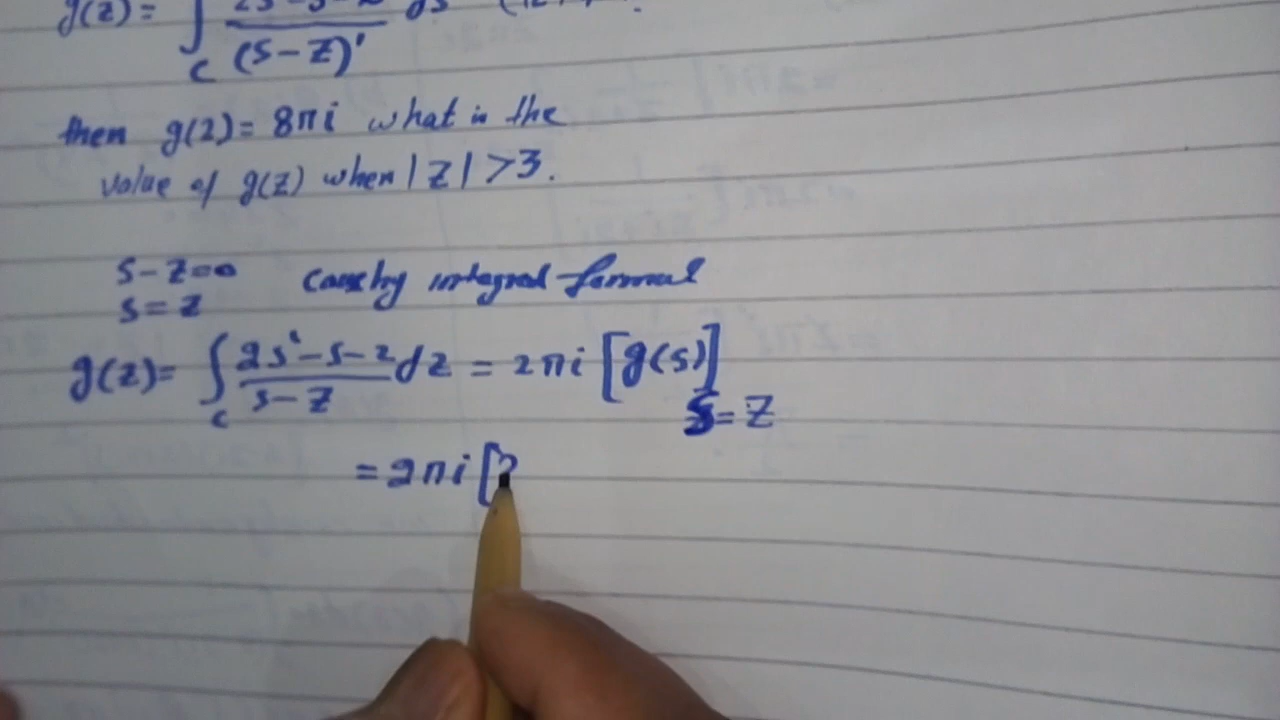 g(z) = ∫
C (s-z)'
then g(2) = 8πi what is the
value of g(z) when |z| > 3.
s-z=0 Cauchy integral formul
s=z
g(z) = ∫c 2s²-s-2 / s-z dz = 2πi [g(s)]
s=z
= 2πi [2